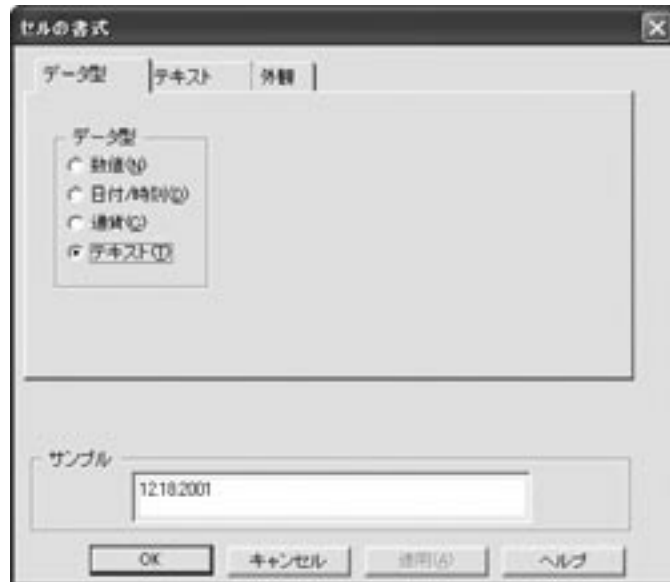 セルの書式
データ型 テキスト 外観
データ型
数値(N)
日付/時刻(D)
通貨(C)
テキスト(T)
サンプル
12.18.2001
OK キャンセル 適用(A) ヘルプ